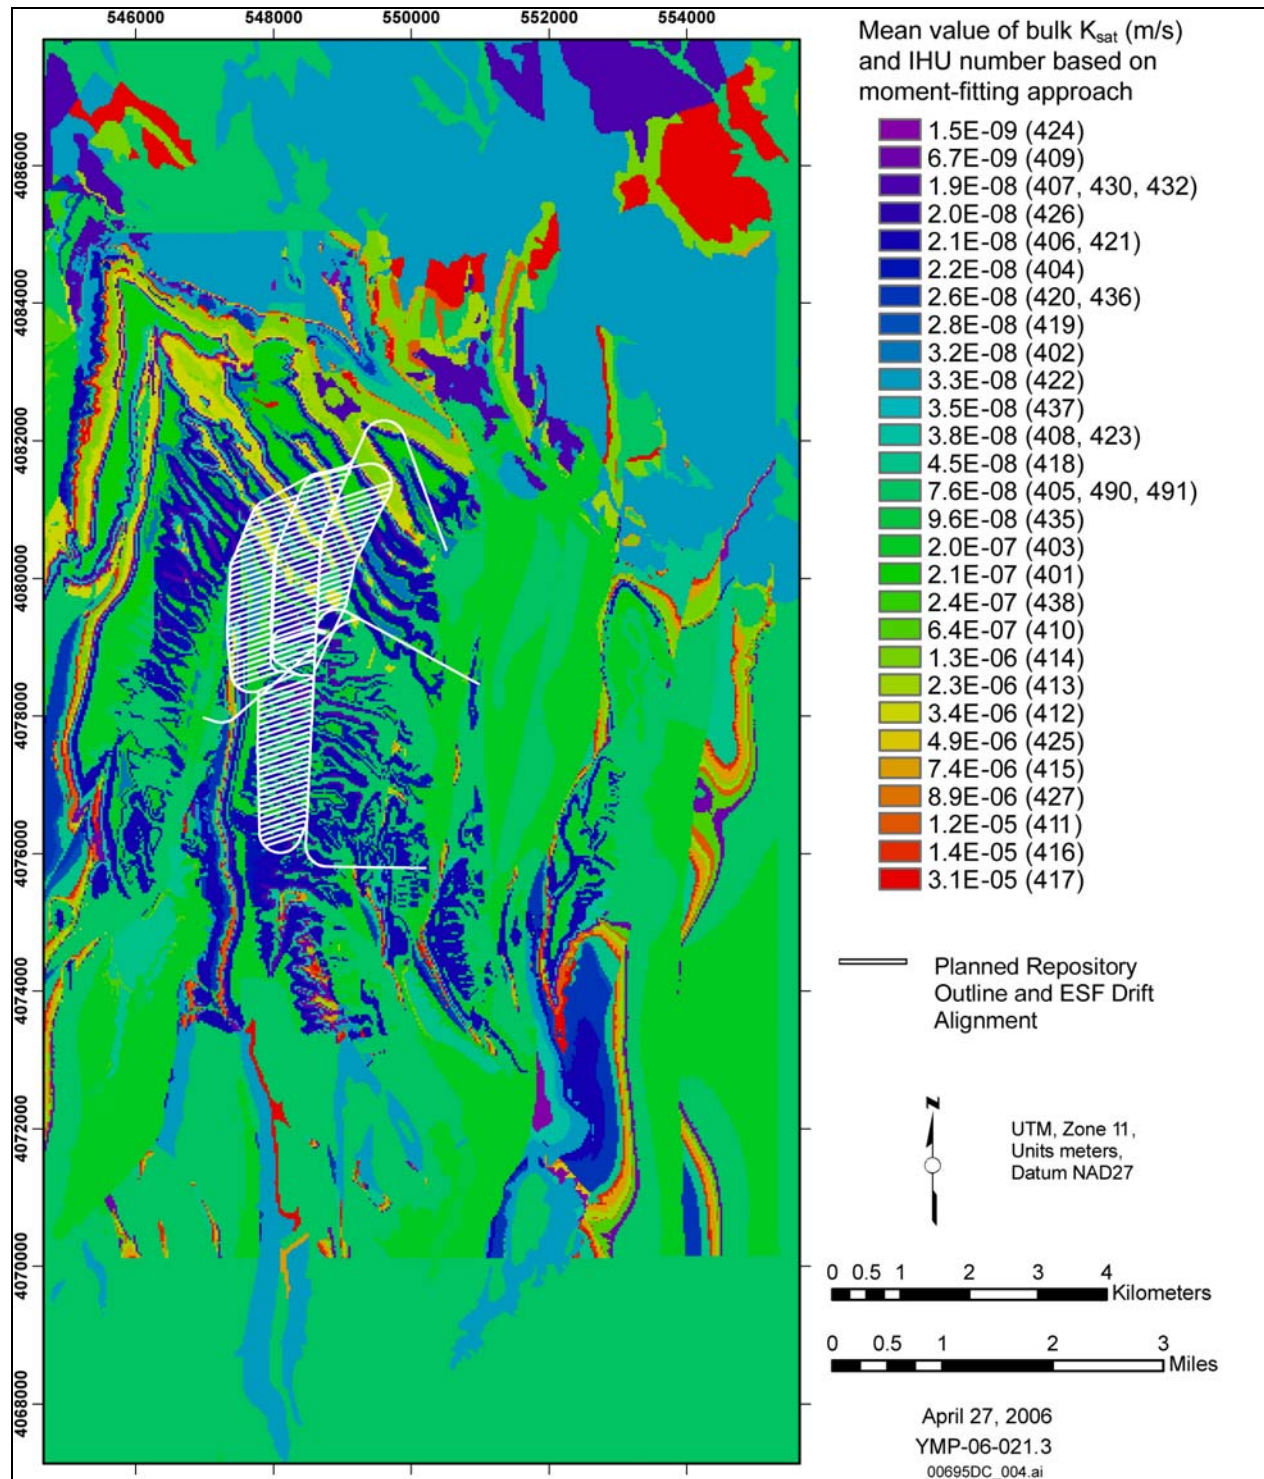 546000 548000 550000 552000 554000
4086000
4084000
4082000
4080000
4078000
4076000
4074000
4072000
4070000
4068000
Mean value of bulk Ksat (m/s)
and IHU number based on
moment-fitting approach
1.5E-09 (424)
6.7E-09 (409)
1.9E-08 (407, 430, 432)
2.0E-08 (426)
2.1E-08 (406, 421)
2.2E-08 (404)
2.6E-08 (420, 436)
2.8E-08 (419)
3.2E-08 (402)
3.3E-08 (422)
3.5E-08 (437)
3.8E-08 (408, 423)
4.5E-08 (418)
7.6E-08 (405, 490, 491)
9.6E-08 (435)
2.0E-07 (403)
2.1E-07 (401)
2.4E-07 (438)
6.4E-07 (410)
1.3E-06 (414)
2.3E-06 (413)
3.4E-06 (412)
4.9E-06 (425)
7.4E-06 (415)
8.9E-06 (427)
1.2E-05 (411)
1.4E-05 (416)
3.1E-05 (417)
Planned Repository
Outline and ESF Drift
Alignment
N
UTM, Zone 11,
Units meters,
Datum NAD27
0 0.5 1 2 3 4
Kilometers
0 0.5 1 2 3
Miles
April 27, 2006
YMP-06-021.3
00695DC_004.ai